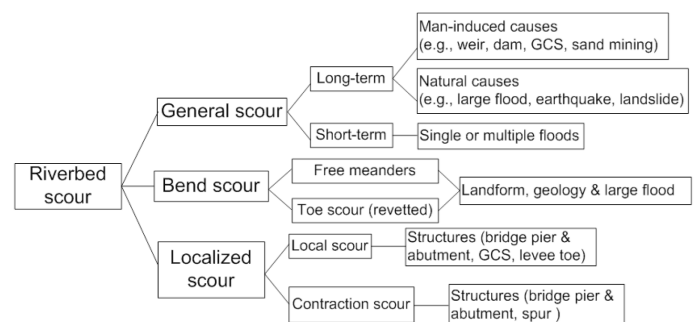 Man-induced causes
(e.g., weir, dam, GCS, sand mining)
Long-term
Natural causes
(e.g., large flood, earthquake, landslide)
General scour
Short-term
Single or multiple floods
Riverbed
scour
Bend scour
Free meanders
Toe scour (revetted)
Landform, geology & large flood
Localized
scour
Local scour
Structures (bridge pier &
abutment, GCS, levee toe)
Contraction scour
Structures (bridge pier &
abutment, spur )